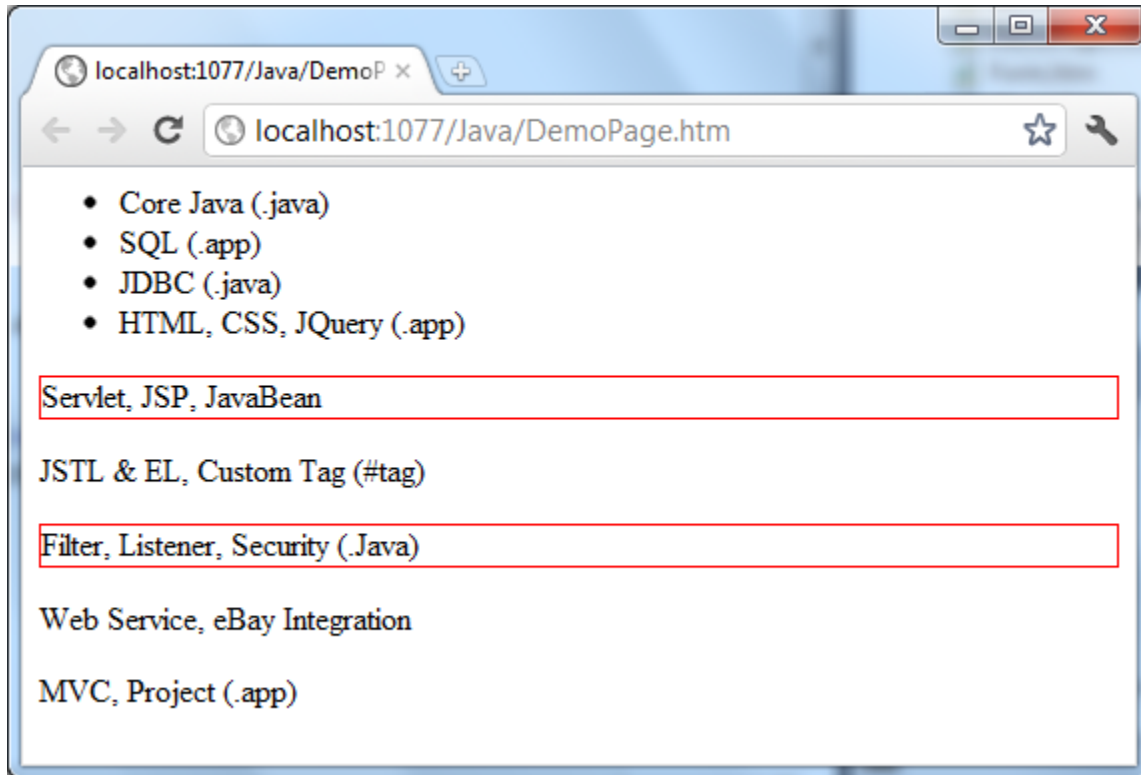 localhost:1077/Java/DemoP
localhost:1077/Java/DemoPage.htm
Core Java (.java)
SQL (.app)
JDBC (.java)
HTML, CSS, JQuery (.app)
Servlet, JSP, JavaBean
JSTL & EL, Custom Tag (#tag)
Filter, Listener, Security (.Java)
Web Service, eBay Integration
MVC, Project (.app)